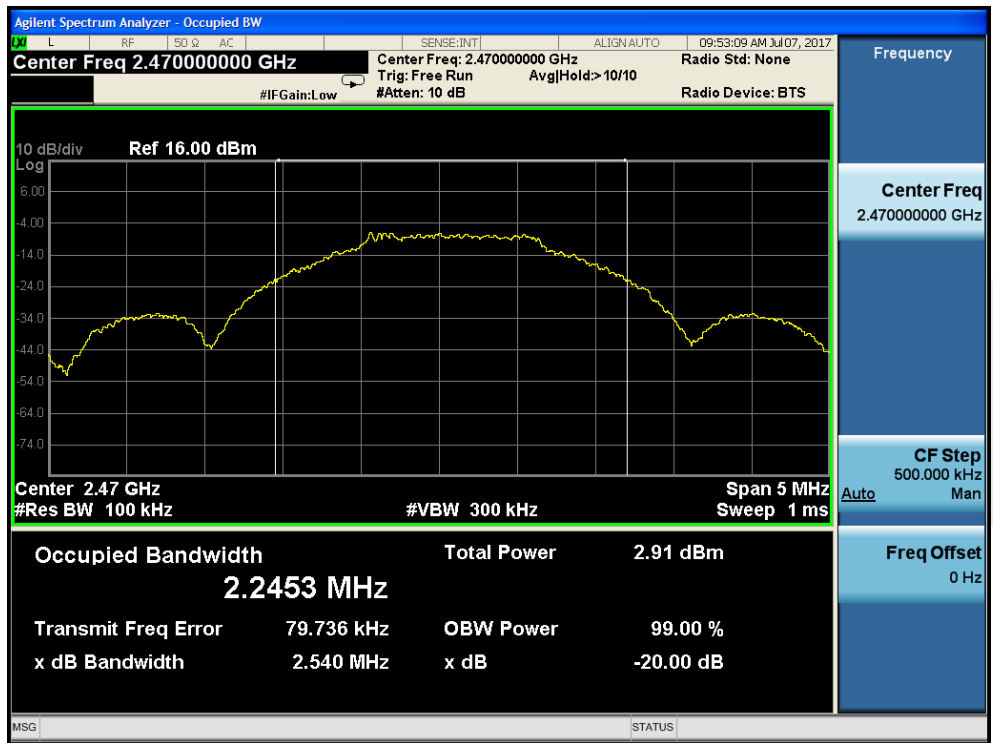 Agilent Spectrum Analyzer - Occupied BW
LXI L RF 50 Ω AC SENSE:INT ALIGN AUTO 09:53:09 AM Jul 07, 2017
Center Freq 2.470000000 GHz
Center Freq: 2.470000000 GHz
Radio Std: None
Trig: Free Run Avg|Hold:> 10/10
#IFGain:Low
#Atten: 10 dB
Radio Device: BTS
10 dB/div Ref 16.00 dBm
Log
6.00
-4.00
-14.0
-24.0
-34.0
-44.0
-54.0
-64.0
-74.0
Center 2.47 GHz Span 5 MHz
#Res BW 100 kHz #VBW 300 kHz Sweep 1 ms
Occupied Bandwidth Total Power 2.91 dBm
2.2453 MHz
Transmit Freq Error 79.736 kHz OBW Power 99.00 %
x dB Bandwidth 2.540 MHz x dB -20.00 dB
MSG STATUS
Frequency
Center Freq
2.470000000 GHz
CF Step
500.000 kHz
Auto Man
Freq Offset
0 Hz